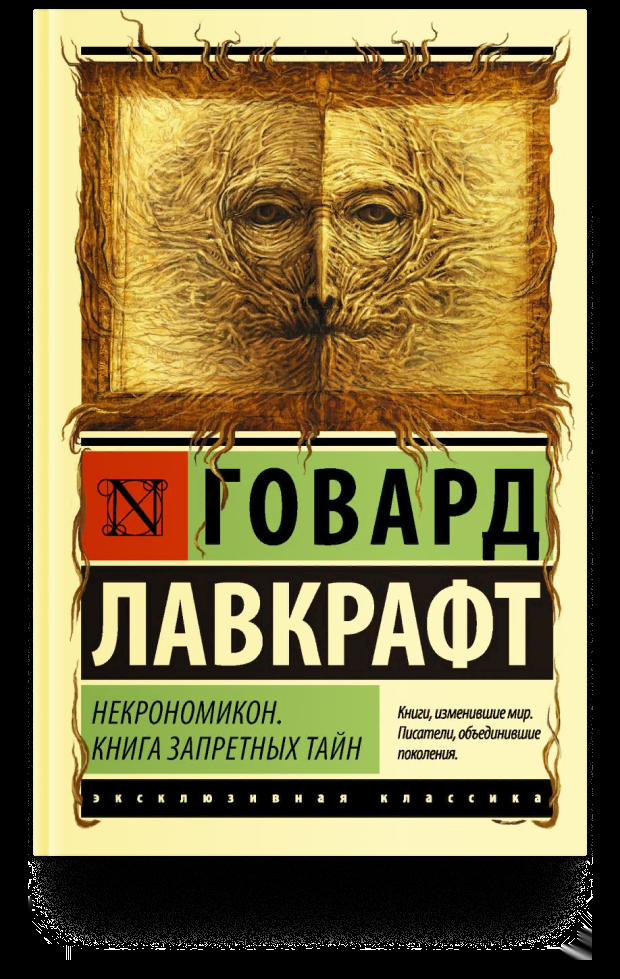 N
ГОВАРД
ЛАВКРАФТ
НЕКРОНОМИКОН.
КНИГА ЗАПРЕТНЫХ ТАЙН
Книги, изменившие мир.
Писатели, объединившие
поколения.
эксклюзивная классика